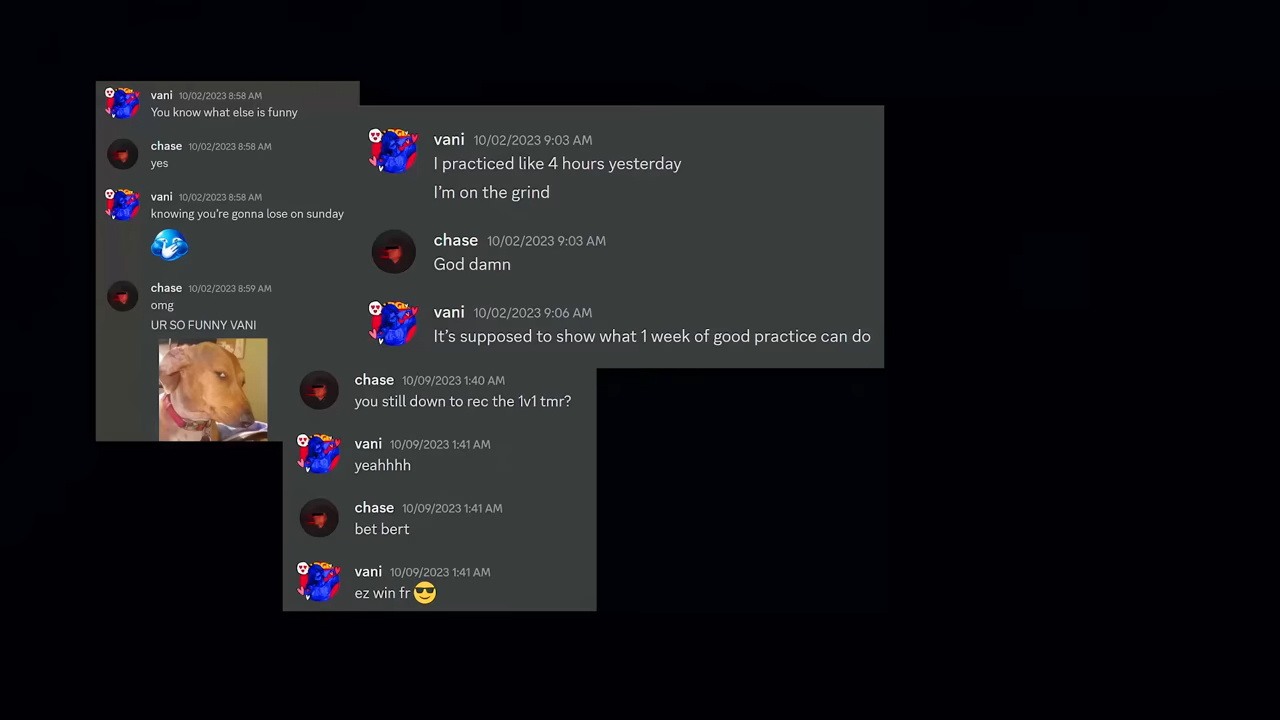 vani 10/02/2023 8:58 AM
You know what else is funny
chase 10/02/2023 8:58 AM
yes
vani 10/02/2023 8:58 AM
knowing you're gonna lose on sunday
chase 10/02/2023 8:59 AM
omg
UR SO FUNNY VANI
vani 10/02/2023 9:03 AM
I practiced like 4 hours yesterday
I'm on the grind
chase 10/02/2023 9:03 AM
God damn
vani 10/02/2023 9:06 AM
It's supposed to show what 1 week of good practice can do
chase 10/09/2023 1:40 AM
you still down to rec the 1v1 tmr?
vani 10/09/2023 1:41 AM
yeahhhh
chase 10/09/2023 1:41 AM
bet bert
vani 10/09/2023 1:41 AM
ez win fr 😎